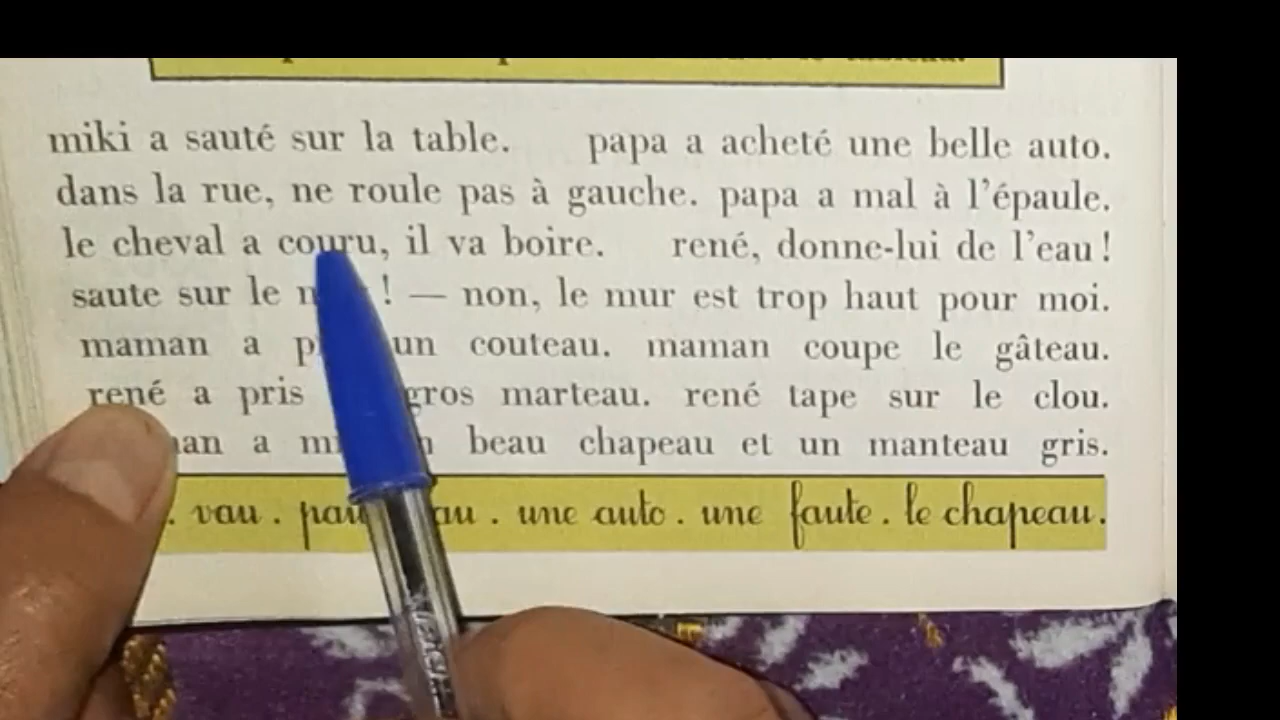 miki a sauté sur la table. papa a acheté une belle auto.
dans la rue, ne roule pas à gauche. papa a mal à l'épaule.
le cheval a couru, il va boire. rené, donne-lui de l'eau !
saute sur le ! — non, le mur est trop haut pour moi.
maman a un couteau. maman coupe le gâteau.
rené a pris gros marteau. rené tape sur le clou.
a beau chapeau et un manteau gris.
. vau . . une auto . une faute . le chapeau.